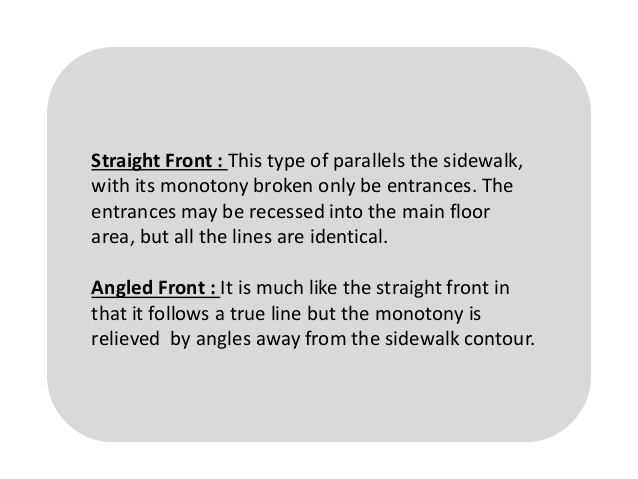 Straight Front : This type of parallels the sidewalk,
with its monotony broken only be entrances. The
entrances may be recessed into the main floor
area, but all the lines are identical.
Angled Front : It is much like the straight front in
that it follows a true line but the monotony is
relieved  by angles away from the sidewalk contour.